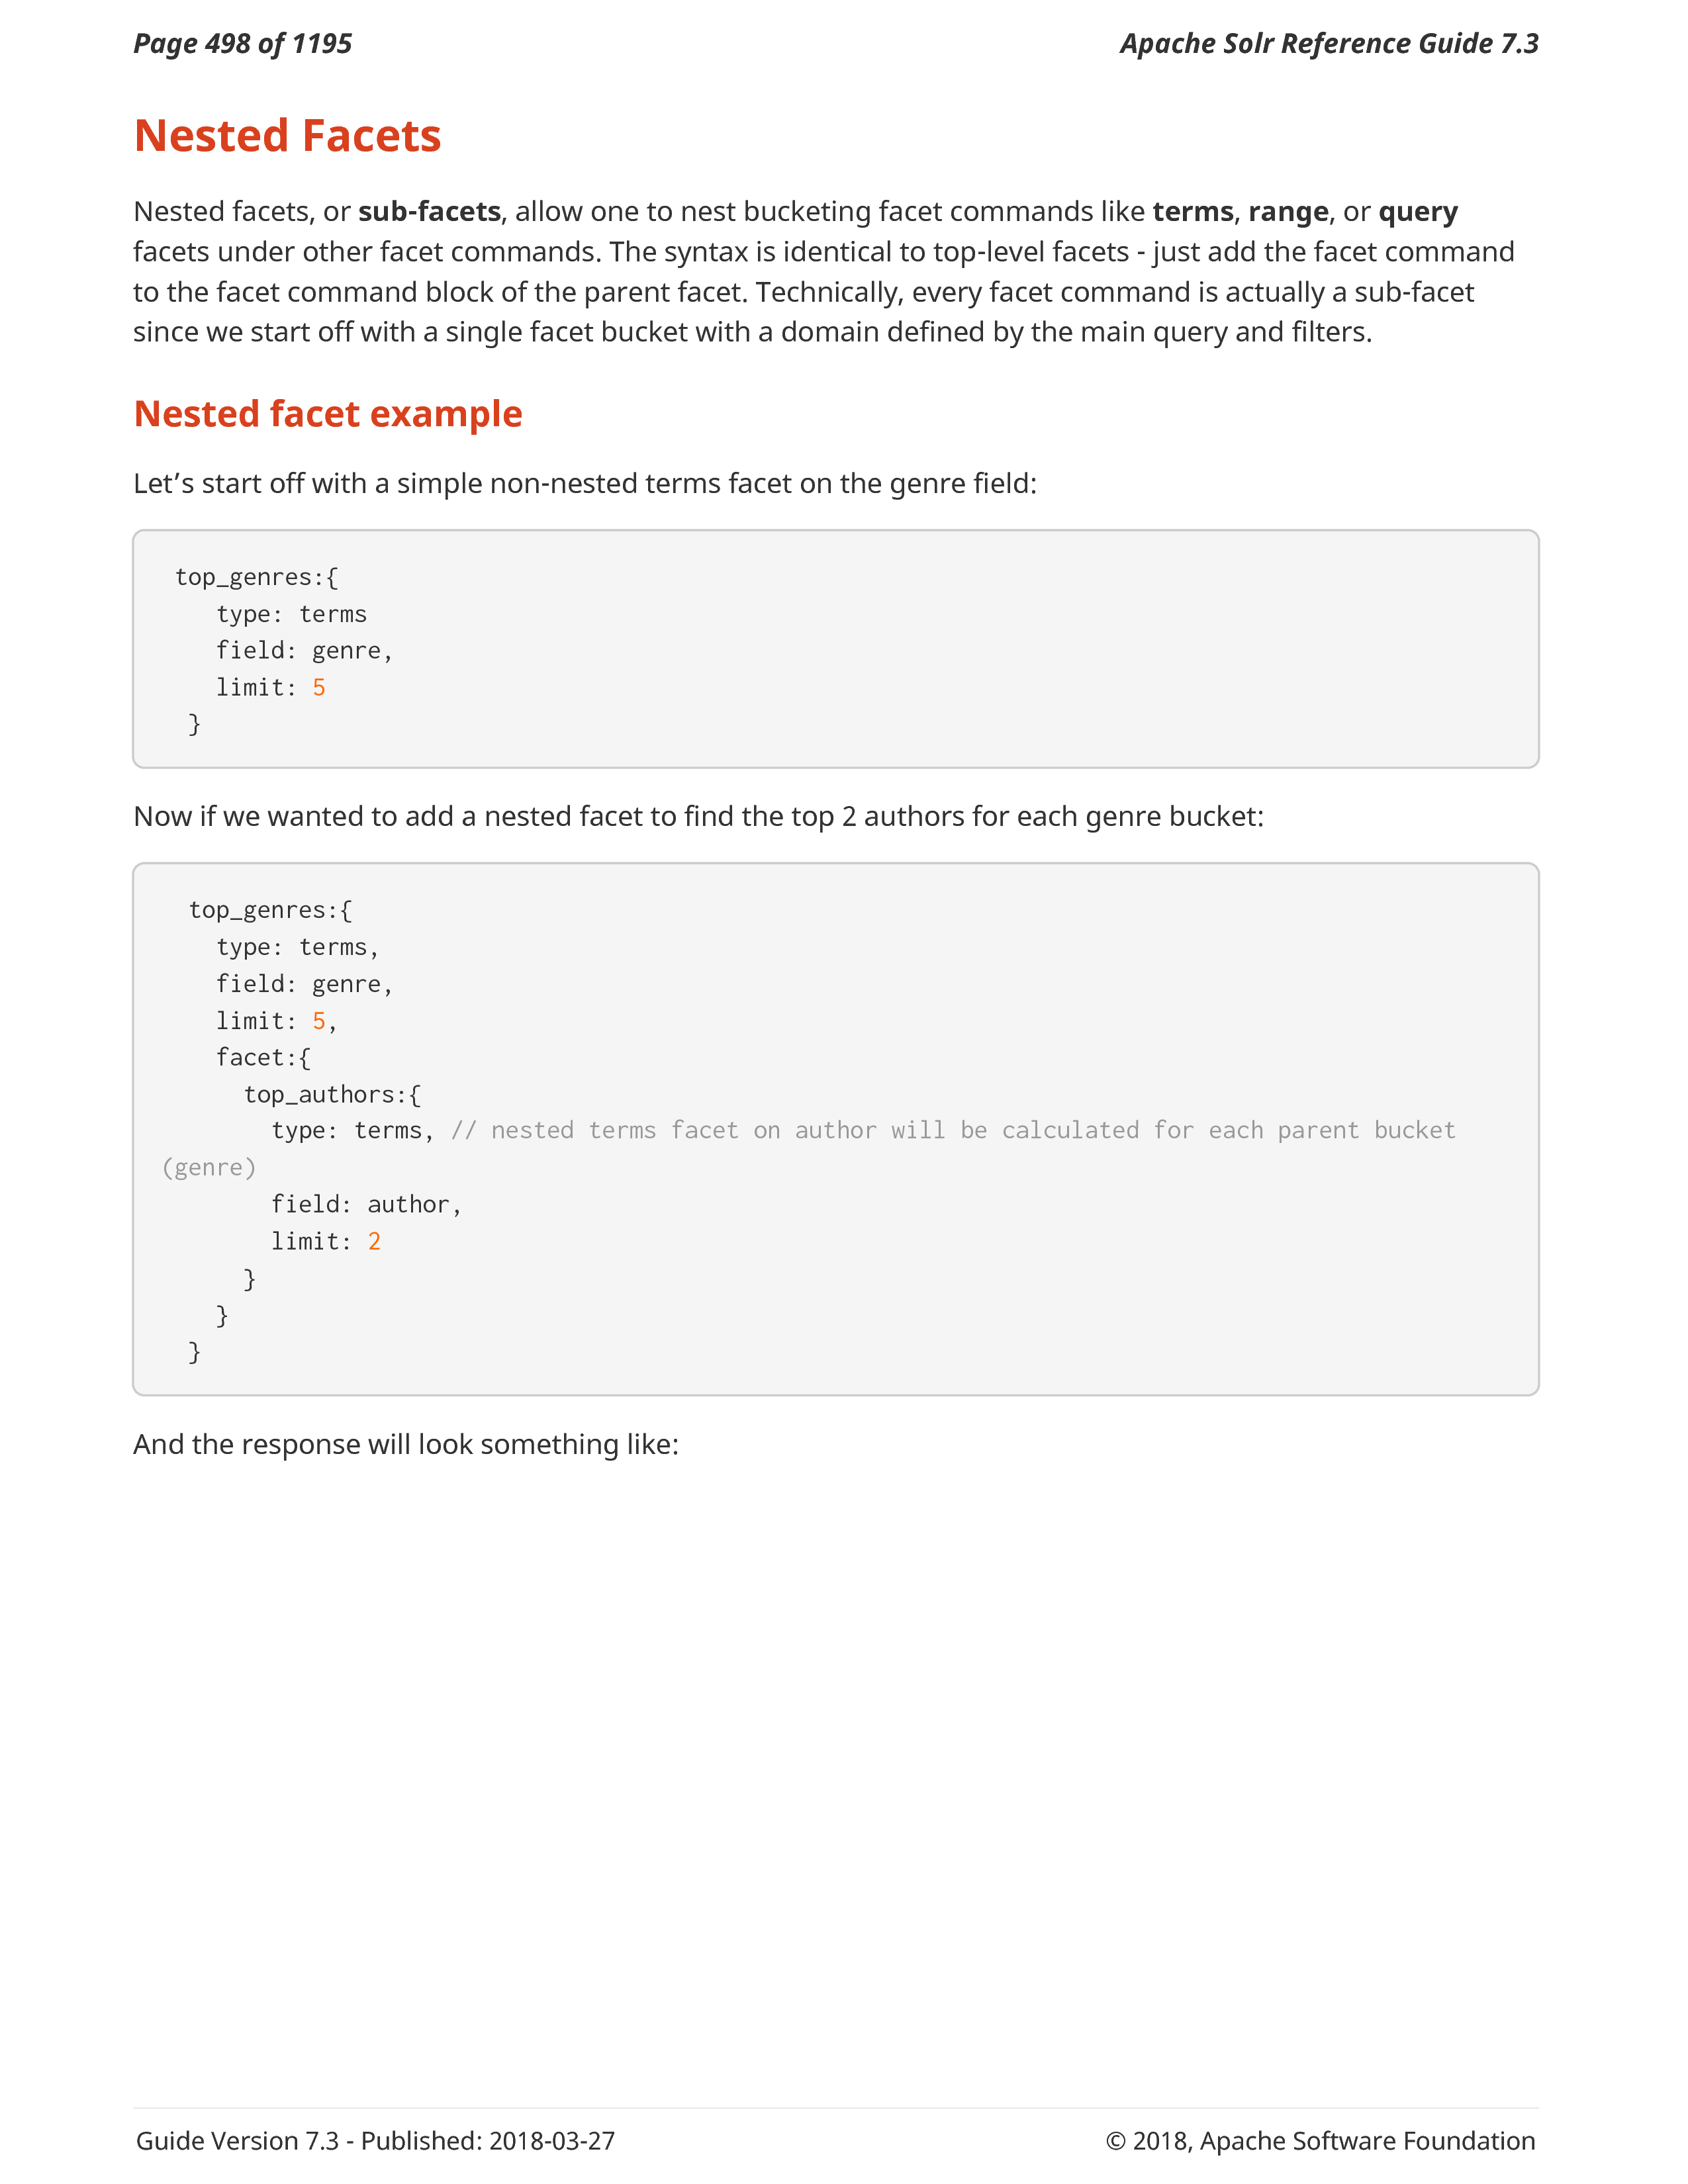 Page 498 of 1195
Apache Solr Reference Guide 7.3
Nested Facets
Nested facets, or sub-facets, allow one to nest bucketing facet commands like terms, range, or query
facets under other facet commands. The syntax is identical to top-level facets - just add the facet command
to the facet command block of the parent facet. Technically, every facet command is actually a sub-facet
since we start off with a single facet bucket with a domain defined by the main query and filters.
Nested facet example
Let’s start off with a simple non-nested terms facet on the genre field:
top_genres:{
type: terms
field: genre,
limit: 5
}
Now if we wanted to add a nested facet to find the top 2 authors for each genre bucket:
top_genres:{
type: terms,
field: genre,
limit: 5,
facet:{
top_authors:{
type: terms, // nested terms facet on author will be calculated for each parent bucket
(genre)
field: author,
limit: 2
}
}
}
And the response will look something like:
Guide Version 7.3 - Published: 2018-03-27
© 2018, Apache Software Foundation